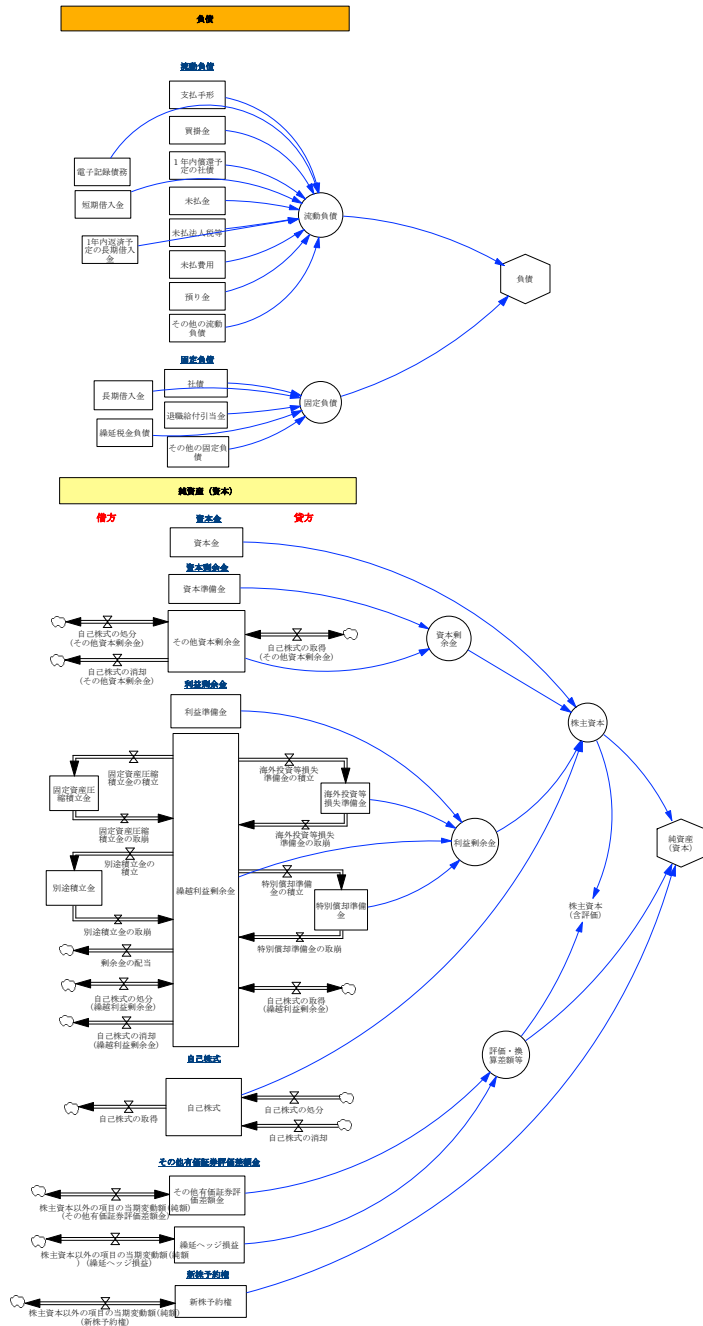 負債
流動負債
支払手形
買掛金
１年内償還予
定の社債
電子記録債務
未払金
短期借入金
流動負債
未払法人税等
1年内返済予
定の長期借入
金
未払費用
負債
預り金
その他の流動
負債
固定負債
社債
長期借入金
固定負債
退職給付引当金
繰延税金負債
その他の固定負
債
純資産（資本）
借方
貸方
資本金
資本金
資本剰余金
資本準備金
自己株式の処分
(その他資本剰余金)
その他資本剰余金
自己株式の取得
(その他資本剰余金)
資本剰
余金
自己株式の消却
(その他資本剰余金)
利益剰余金
利益準備金
株主資本
固定資産圧縮
積立金の積立
海外投資等損失
準備金の積立
固定資産圧
縮積立金
海外投資等
損失準備金
固定資産圧縮
積立金の取崩
海外投資等損失
準備金の取崩
利益剰余金
純資産
(資本)
別途積立金の
積立
別途積立金
繰越利益剰余金
特別償却準備
金の積立
特別償却準備
金
株主資本
(含評価)
別途積立金の取崩
特別償却準備金の取崩
剰余金の配当
自己株式の処分
(繰越利益剰余金)
自己株式の取得
(繰越利益剰余金)
自己株式の消却
(繰越利益剰余金)
評価・換
算差額等
自己株式
自己株式
自己株式の取得
自己株式の処分
自己株式の消却
その他有価証券評価差額金
その他有価証券評
価差額金
株主資本以外の項目の当期変動額(純額)
(その他有価証券評価差額金)
繰延ヘッジ損益
株主資本以外の項目の当期変動額(純額
) (繰延ヘッジ損益)
新株予約権
新株予約権
株主資本以外の項目の当期変動額(純額)
(新株予約権)